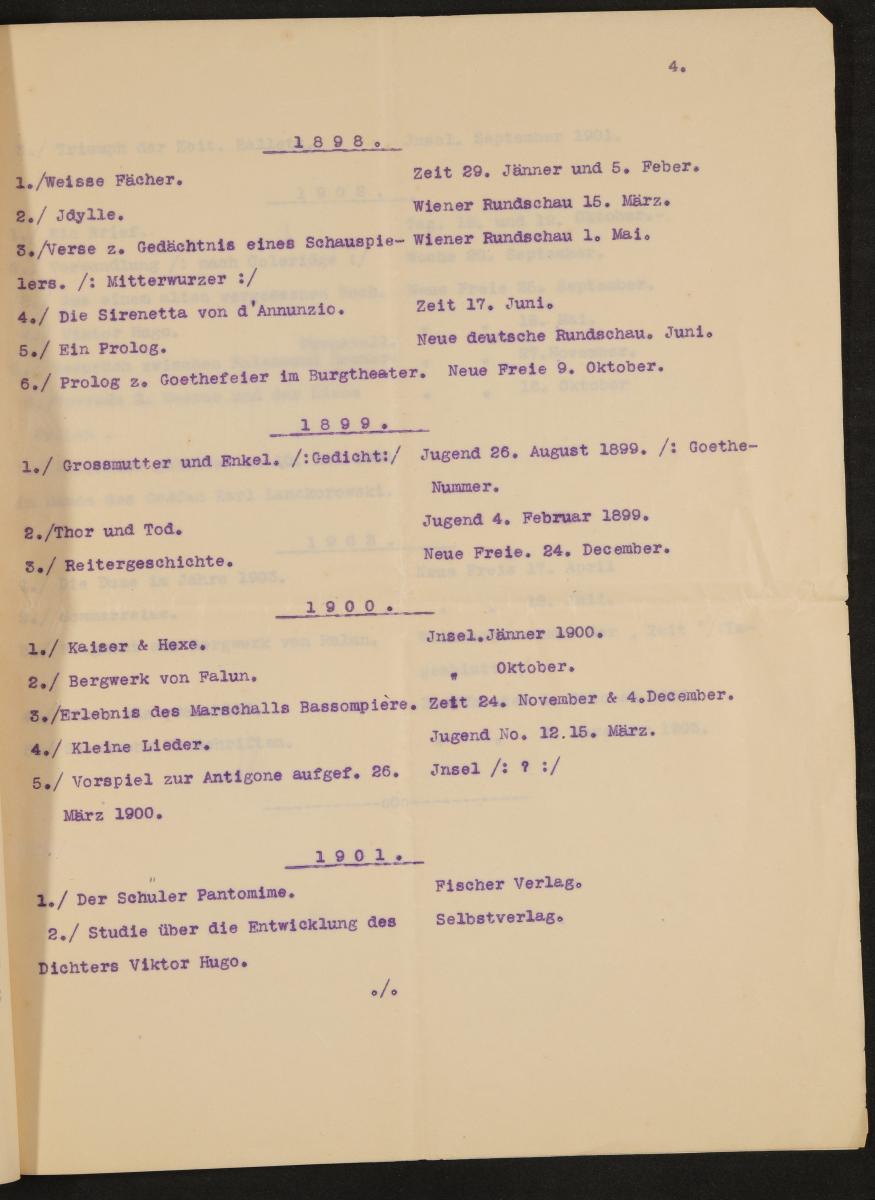 4.
1 8 9 8 .
1./Weisse Fächer. Zeit 29. Jänner und 5. Feber.
2./ Jdylle. Wiener Rundschau 15. März.
3./Verse z. Gedächtnis eines Schauspie- Wiener Rundschau 1. Mai.
lers. /: Mitterwurzer :/
4./ Die Sirenetta von d'Annunzio. Zeit 17. Juni.
5./ Ein Prolog. Neue deutsche Rundschau. Juni.
6./ Prolog z. Goethefeier im Burgtheater. Neue Freie 9. Oktober.
1 8 9 9 .
1./ Grossmutter und Enkel. /:Gedicht:/ Jugend 26. August 1899. /: Goethe-
Nummer.
2./Thor und Tod. Jugend 4. Februar 1899.
3./ Reitergeschichte. Neue Freie. 24. December.
1 9 0 0 .
1./ Kaiser & Hexe. Jnsel.Jänner 1900.
2./ Bergwerk von Falun. " Oktober.
3./Erlebnis des Marschalls Bassompière. Zeit 24. November & 4.December.
4./ Kleine Lieder. Jugend No. 12.15. März.
5./ Vorspiel zur Antigone aufgef. 26. Jnsel /: ? :/
März 1900.
1 9 0 1 .
1./ Der Schüler Pantomime. Fischer Verlag.
2./ Studie über die Entwicklung des Selbstverlag.
Dichters Viktor Hugo.
./.